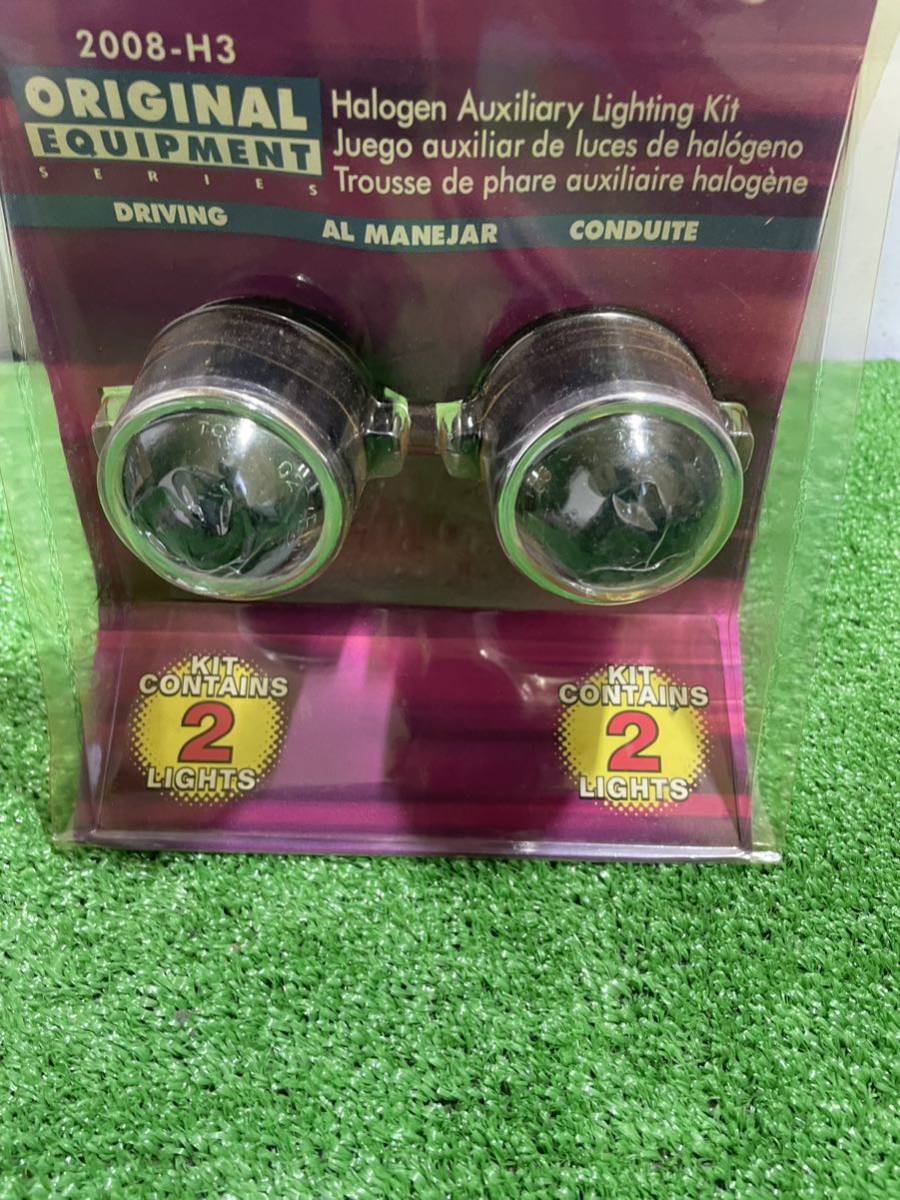 2008-H3
ORIGINAL
EQUIPMENT
SERIES
Halogen Auxiliary Lighting Kit
Juego auxiliar de luces de halógeno
Trousse de phare auxiliaire halogène
DRIVING
AL MANEJAR
CONDUITE
KIT
CONTAINS
2
LIGHTS
KIT
CONTAINS
2
LIGHTS